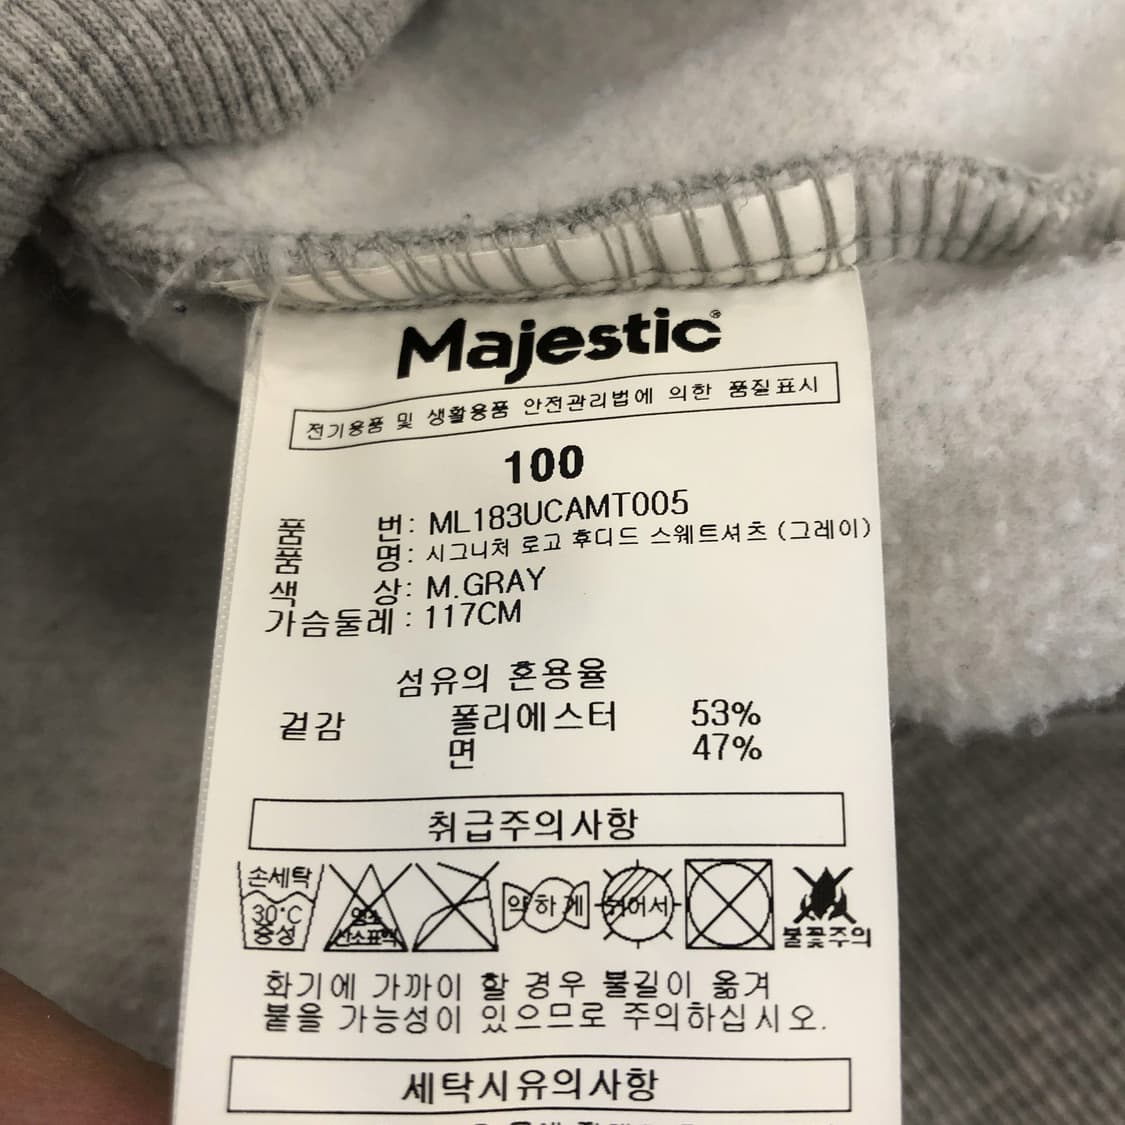 Majestic®
전기용품 및 생활용품 안전관리법에 의한 품질표시
100
품 번: ML183UCAMT005
품 명: 시그니처 로고 후디드 스웨트셔츠 (그레이)
색 상: M.GRAY
가슴둘레: 117CM
섬유의 혼용율
겉감 폴리에스터 53%
면 47%
취급주의사항
손세탁 30°C 중성
염소 산소표백
약하게
뉘어서
불꽃주의
화기에 가까이 할 경우 불길이 옮겨
붙을 가능성이 있으므로 주의하십시오.
세탁시유의사항